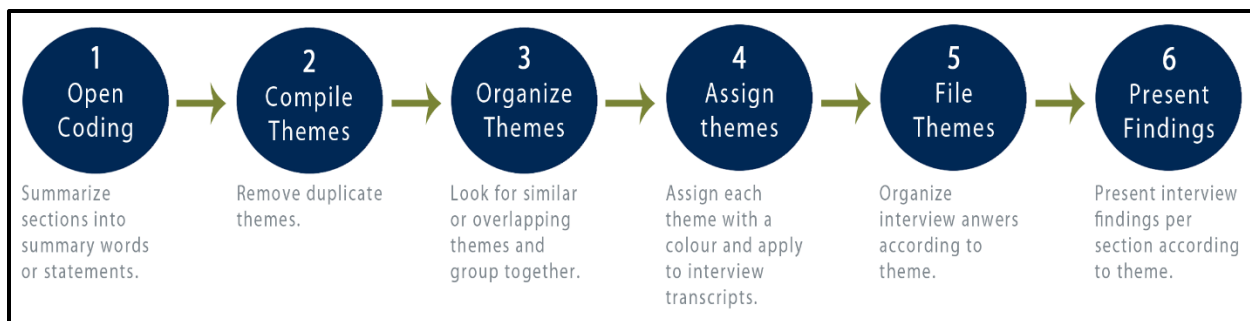 1
Open
Coding
Summarize
sections into
summary words
or statements.
2
Compile
Themes
Remove duplicate
themes.
3
Organize
Themes
Look for similar
or overlapping
themes and
group together.
4
Assign
themes
Assign each
theme with a
colour and apply
to interview
transcripts.
5
File
Themes
Organize
interview anwers
according to
theme.
6
Present
Findings
Present interview
findings per
section according
to theme.